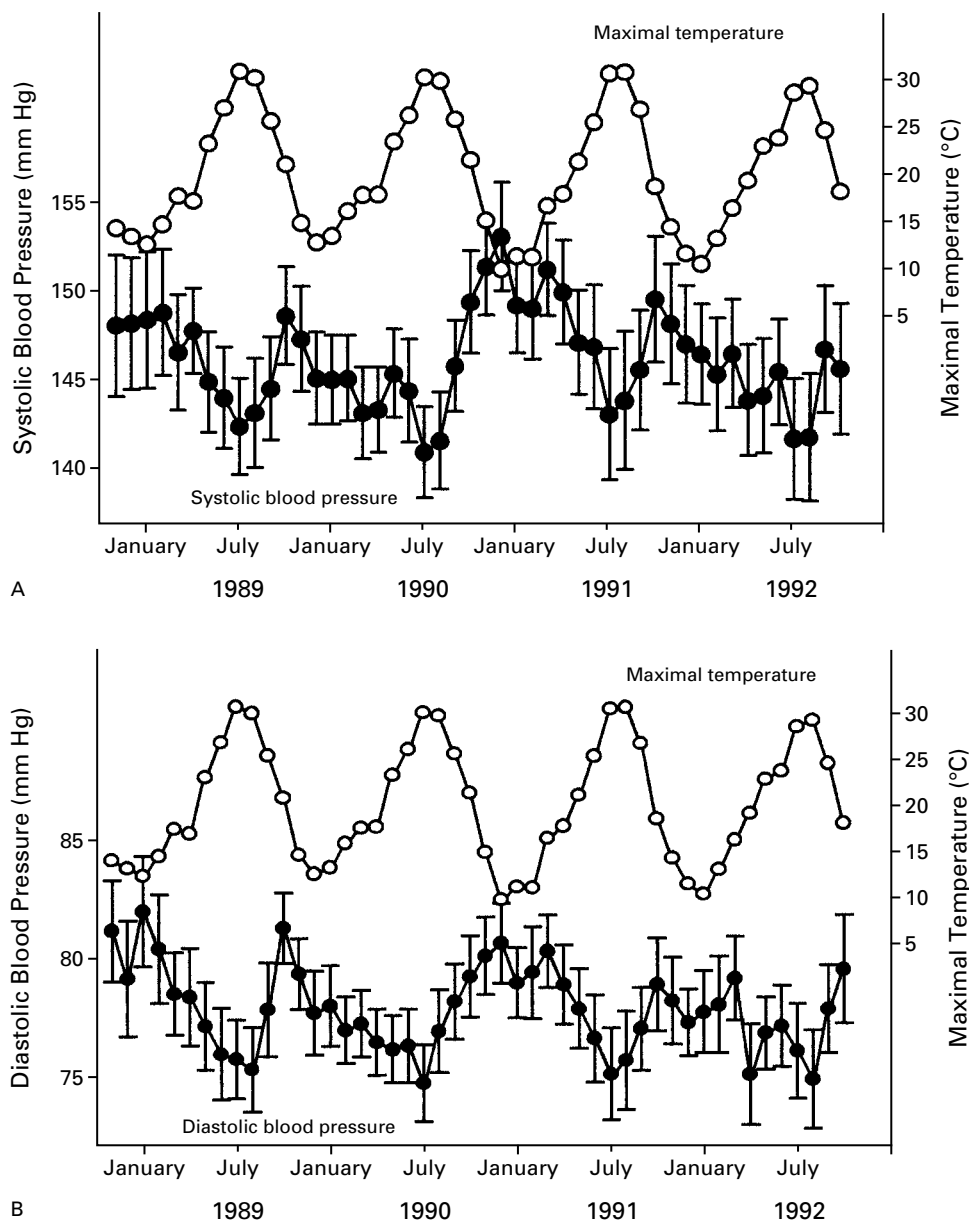 Maximal temperature
Systolic Blood Pressure (mm Hg)
155
150
145
140
30
25
20
15
10
5
Maximal Temperature (°C)
Systolic blood pressure
January July January July January July January July
1989 1990 1991 1992
A
Maximal temperature
Diastolic Blood Pressure (mm Hg)
85
80
75
30
25
20
15
10
5
Maximal Temperature (°C)
Diastolic blood pressure
January July January July January July January July
1989 1990 1991 1992
B